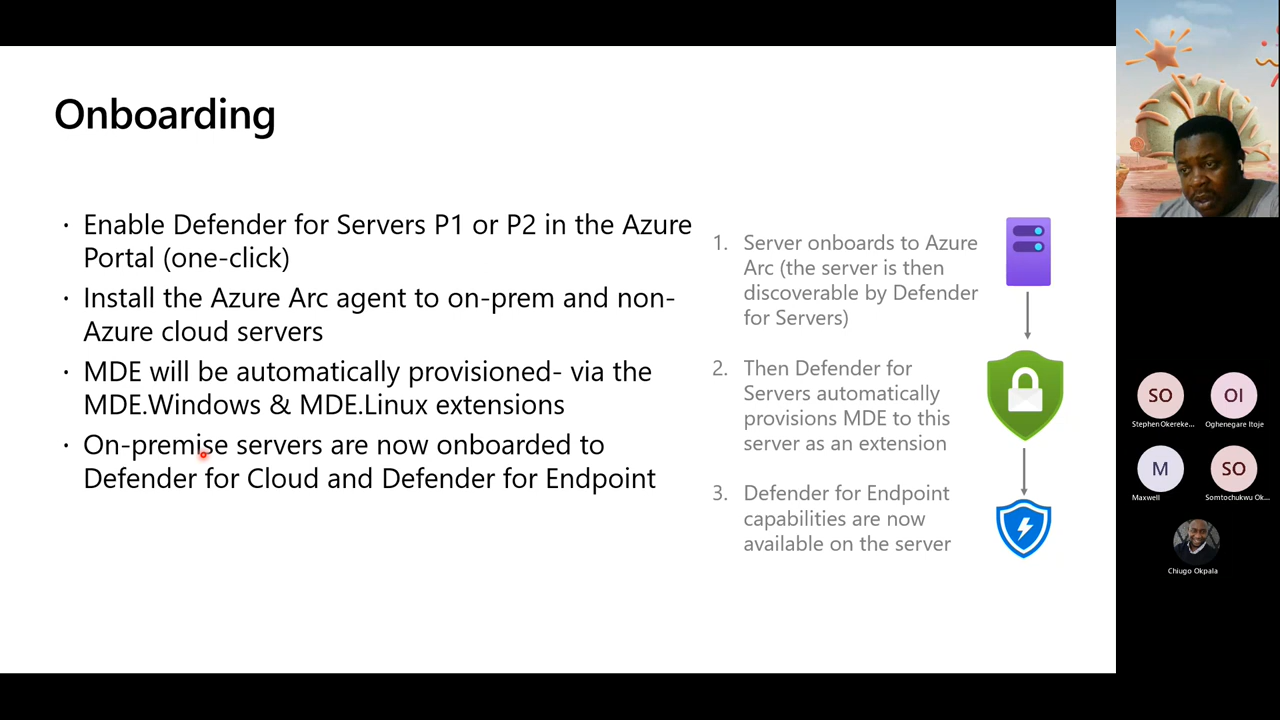 Onboarding
· Enable Defender for Servers P1 or P2 in the Azure
Portal (one-click)
· Install the Azure Arc agent to on-prem and non-
Azure cloud servers
· MDE will be automatically provisioned- via the
MDE.Windows & MDE.Linux extensions
· On-premise servers are now onboarded to
Defender for Cloud and Defender for Endpoint
1. Server onboards to Azure
Arc (the server is then
discoverable by Defender
for Servers)
2. Then Defender for
Servers automatically
provisions MDE to this
server as an extension
3. Defender for Endpoint
capabilities are now
available on the server
SO
Stephen Okereke...
OI
Oghenegare Itoje
M
Maxwell
SO
Somtochukwu Ok...
Chiugo Okpala